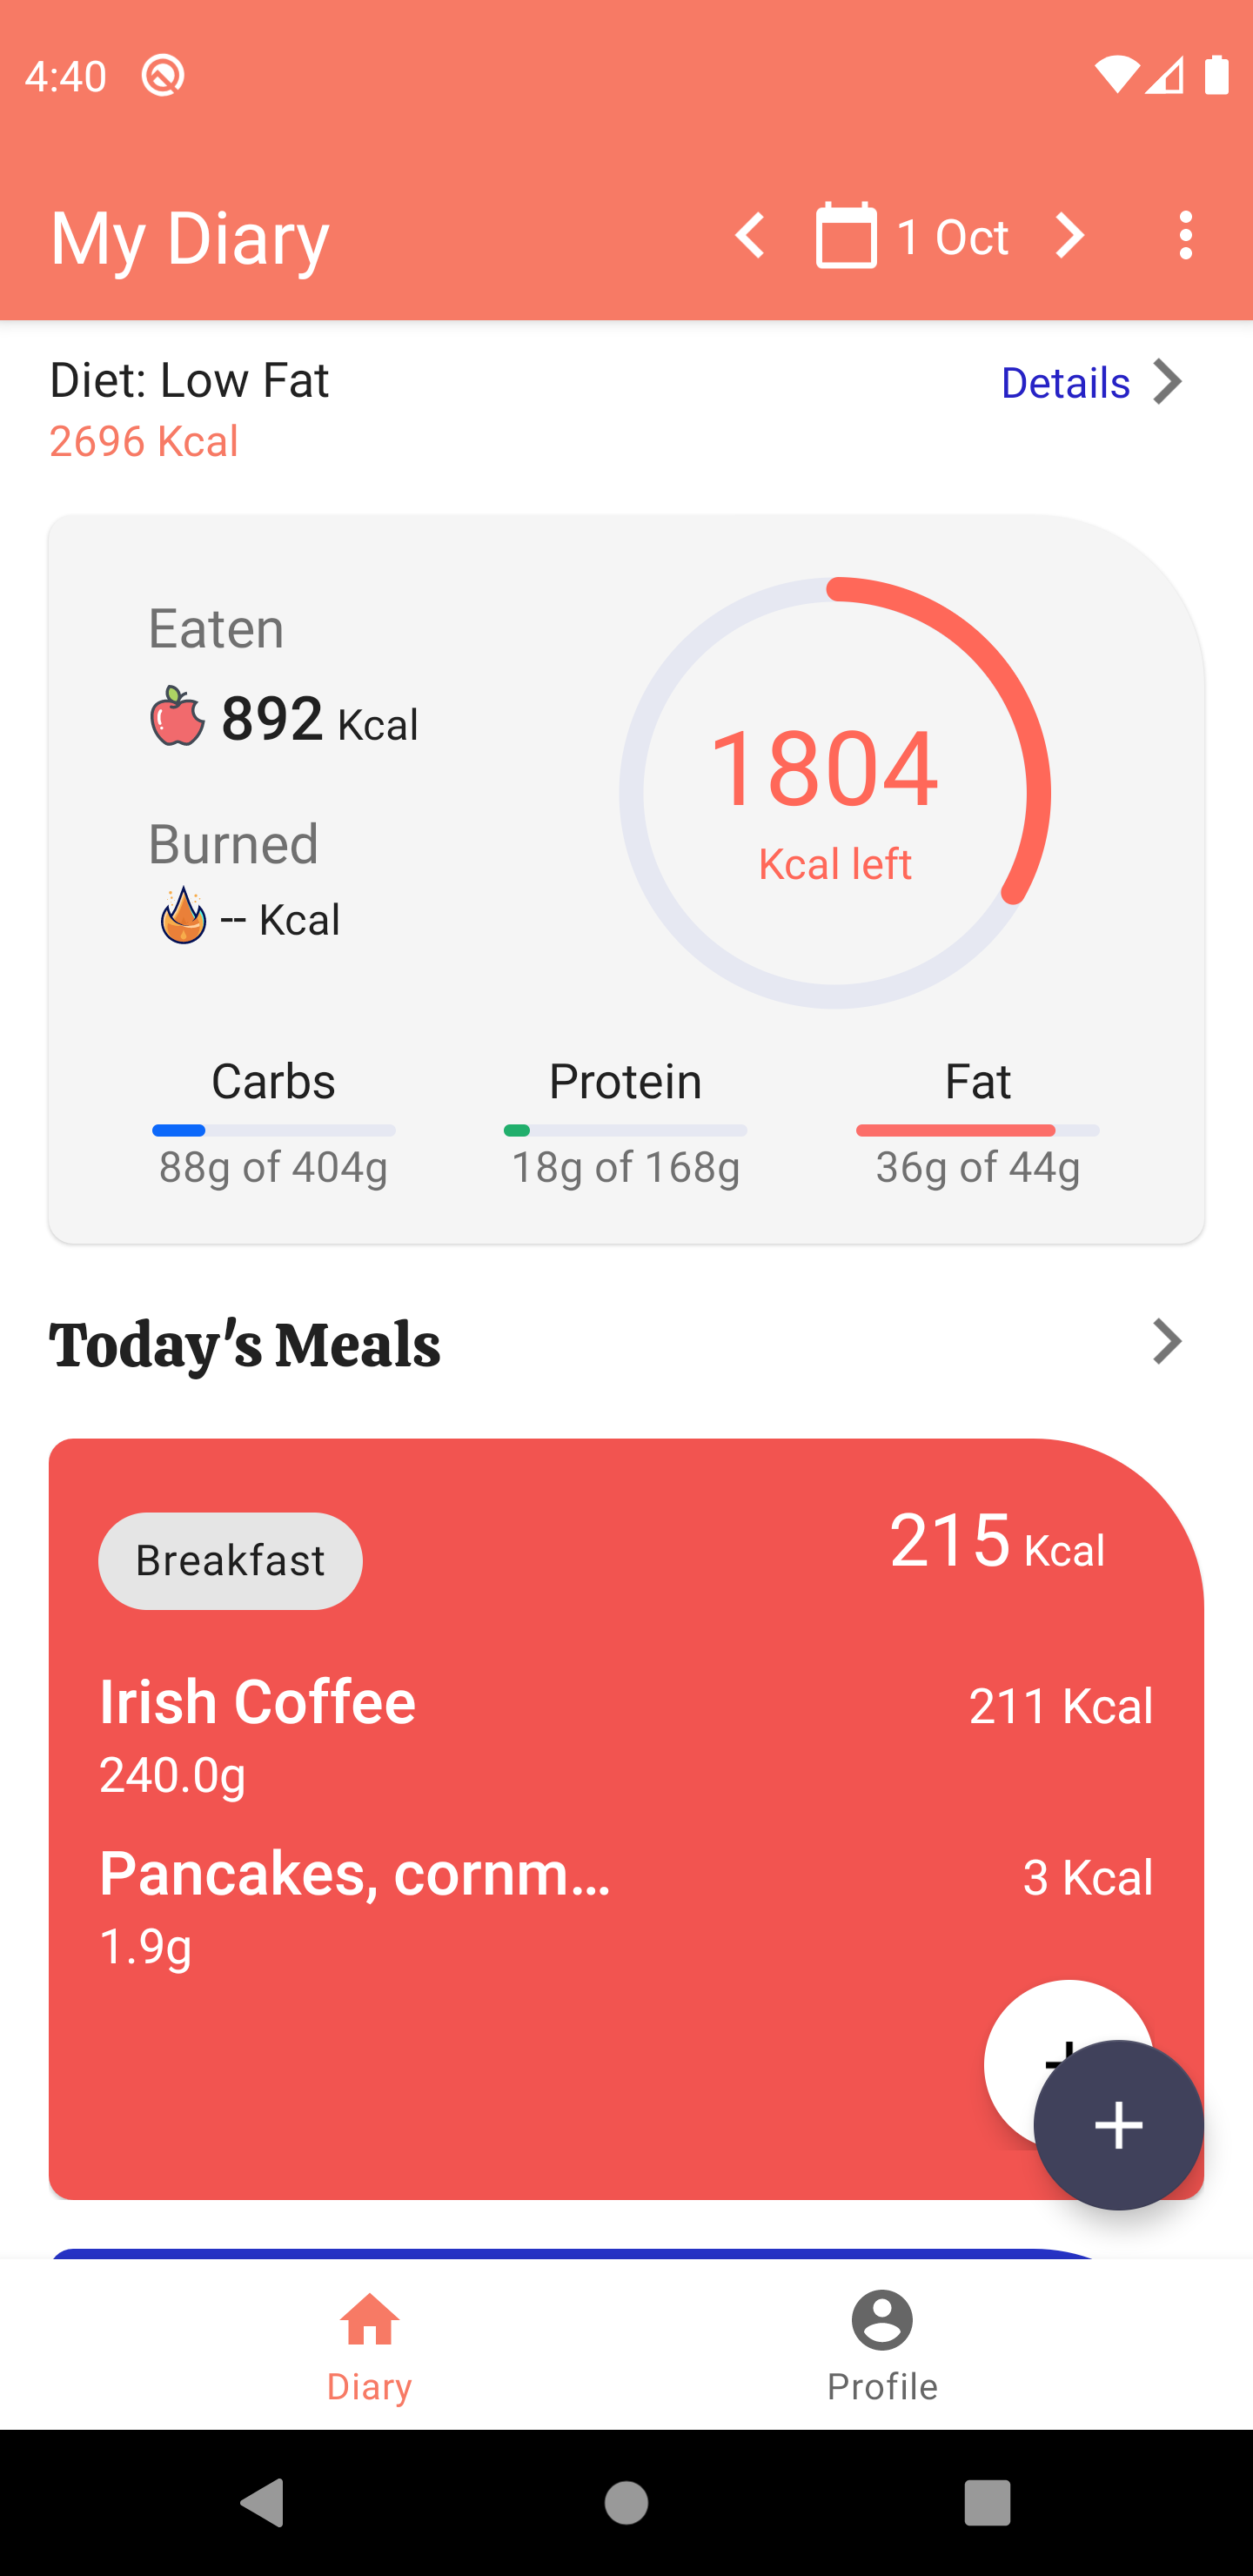 4:40
My Diary
1 Oct
Diet: Low Fat
Details
2696 Kcal
Eaten
892 Kcal
1804
Kcal left
Burned
-- Kcal
Carbs
Protein
Fat
88g of 404g
18g of 168g
36g of 44g
Today's Meals
Breakfast
215 Kcal
Irish Coffee
211 Kcal
240.0g
Pancakes, cornm...
3 Kcal
1.9g
Diary
Profile